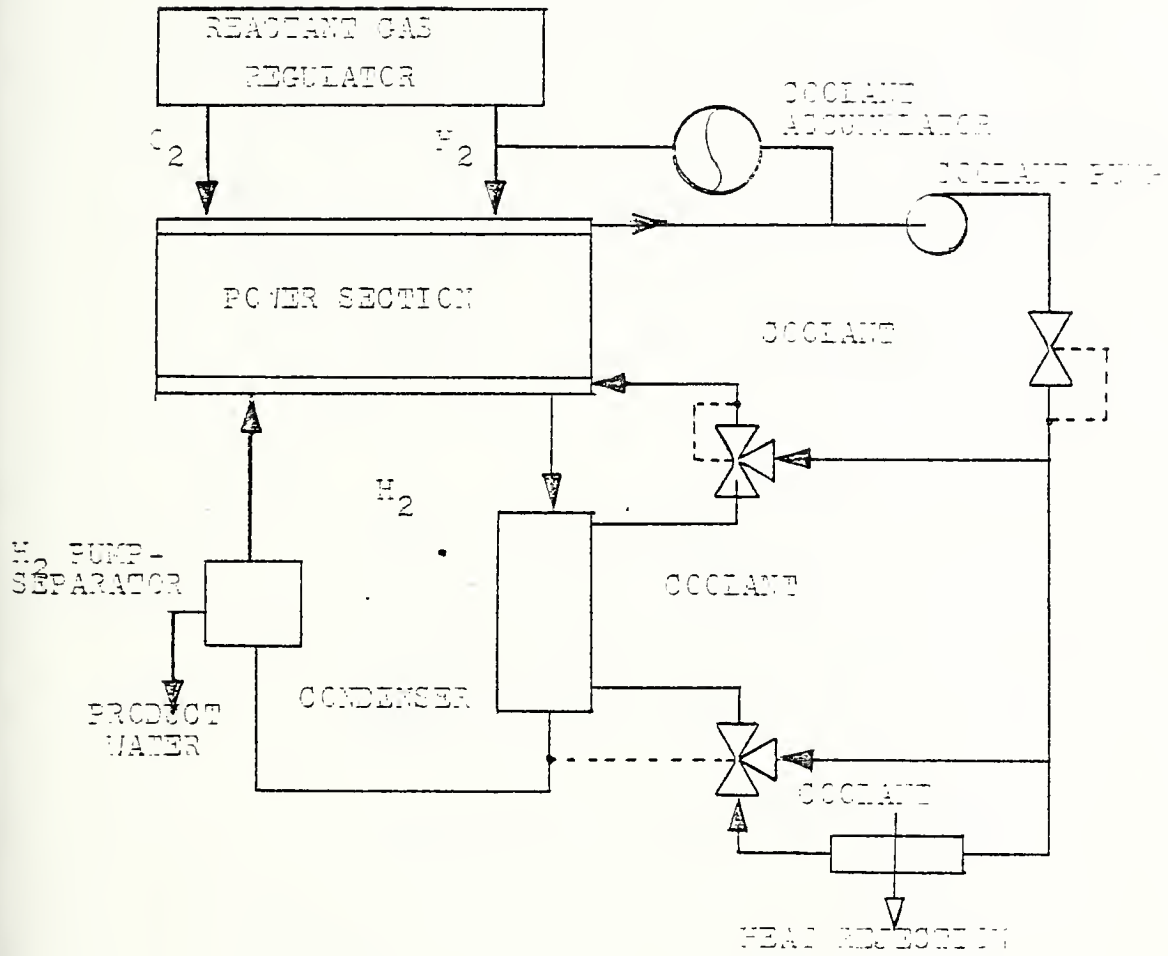 REACTANT GAS
REGULATOR
O2
H2
COOLANT
ACCUMULATOR
COOLANT PUMP
POWER SECTION
COOLANT
H2
H2 PUMP-
SEPARATOR
COOLANT
CONDENSER
PRODUCT
WATER
COOLANT
HEAT REJECTION